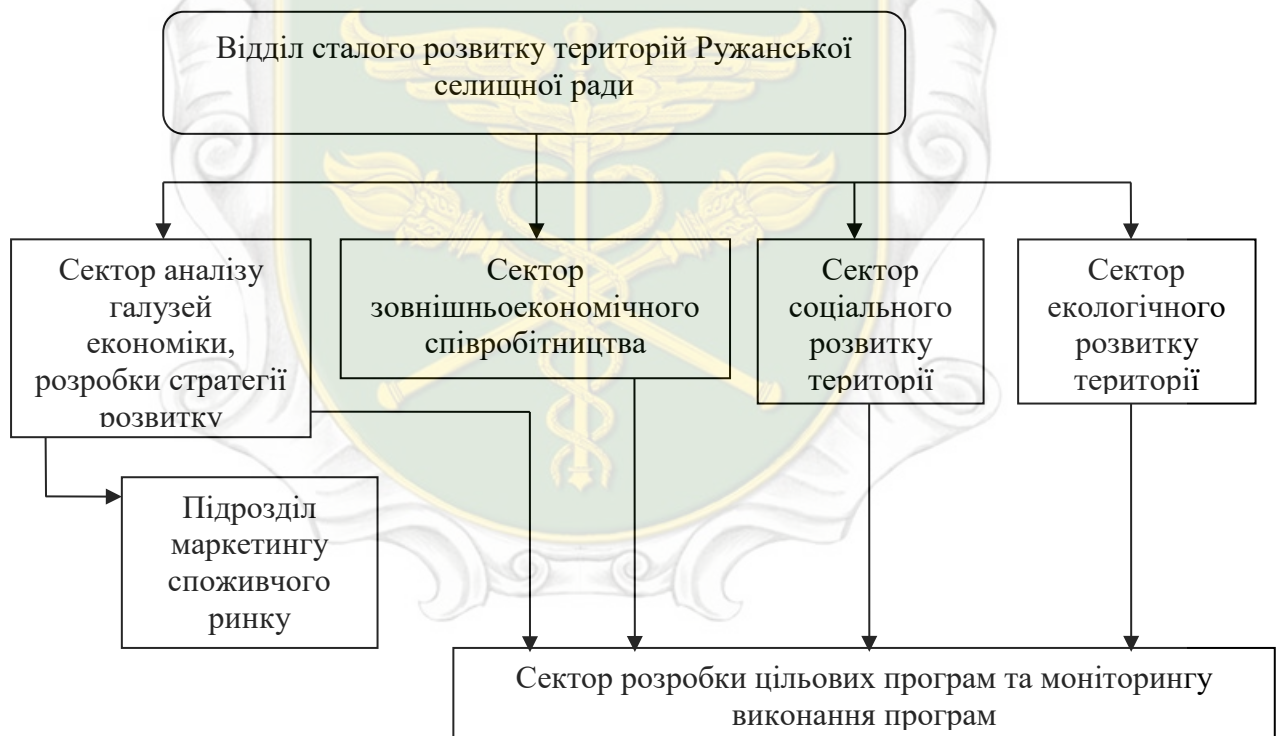 Відділ сталого розвитку територій Ружанської
селищної ради
Сектор аналізу
галузей
економіки,
розробки стратегії
розвитку
Сектор
зовнішньоекономічного
співробітництва
Сектор
соціального
розвитку
території
Сектор
екологічного
розвитку
території
Підрозділ
маркетингу
споживчого
ринку
Сектор розробки цільових програм та моніторингу
виконання програм